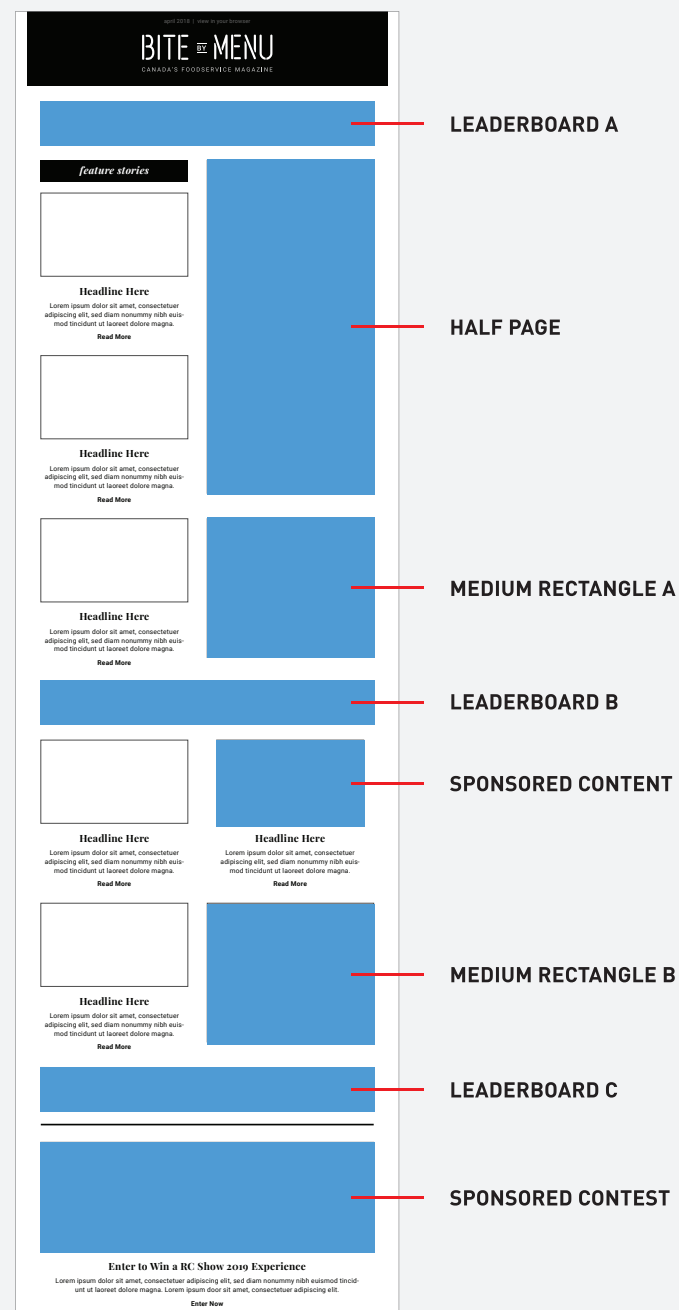 april 2018 | view in your browser
BITE BY MENU
CANADA'S FOODSERVICE MAGAZINE
LEADERBOARD A
feature stories
Headline Here
Lorem ipsum dolor sit amet, consectetuer
adipiscing elit, sed diam nonummy nibh euis-
mod tincidunt ut laoreet dolore magna.
Read More
HALF PAGE
Headline Here
Lorem ipsum dolor sit amet, consectetuer
adipiscing elit, sed diam nonummy nibh euis-
mod tincidunt ut laoreet dolore magna.
Read More
MEDIUM RECTANGLE A
Headline Here
Lorem ipsum dolor sit amet, consectetuer
adipiscing elit, sed diam nonummy nibh euis-
mod tincidunt ut laoreet dolore magna.
Read More
LEADERBOARD B
SPONSORED CONTENT
Headline Here
Lorem ipsum dolor sit amet, consectetuer
adipiscing elit, sed diam nonummy nibh euis-
mod tincidunt ut laoreet dolore magna.
Read More
Headline Here
Lorem ipsum dolor sit amet, consectetuer
adipiscing elit, sed diam nonummy nibh euis-
mod tincidunt ut laoreet dolore magna.
Read More
MEDIUM RECTANGLE B
Headline Here
Lorem ipsum dolor sit amet, consectetuer
adipiscing elit, sed diam nonummy nibh euis-
mod tincidunt ut laoreet dolore magna.
Read More
LEADERBOARD C
SPONSORED CONTEST
Enter to Win a RC Show 2019 Experience
Lorem ipsum dolor sit amet, consectetuer adipiscing elit, sed diam nonummy nibh euismod tincid-
unt ut laoreet dolore magna. Lorem ipsum door sit amet, consectetuer adipiscing elit.
Enter Now